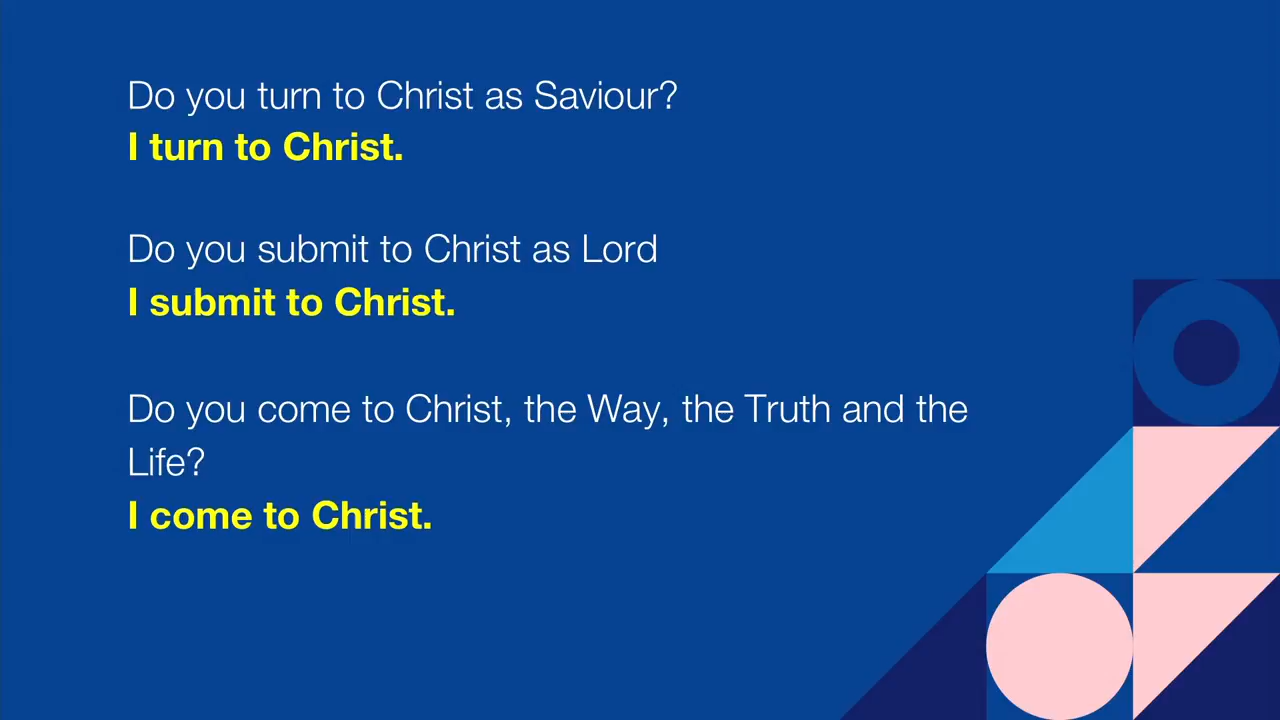 Do you turn to Christ as Saviour?
I turn to Christ.
Do you submit to Christ as Lord
I submit to Christ.
Do you come to Christ, the Way, the Truth and the
Life?
I come to Christ.